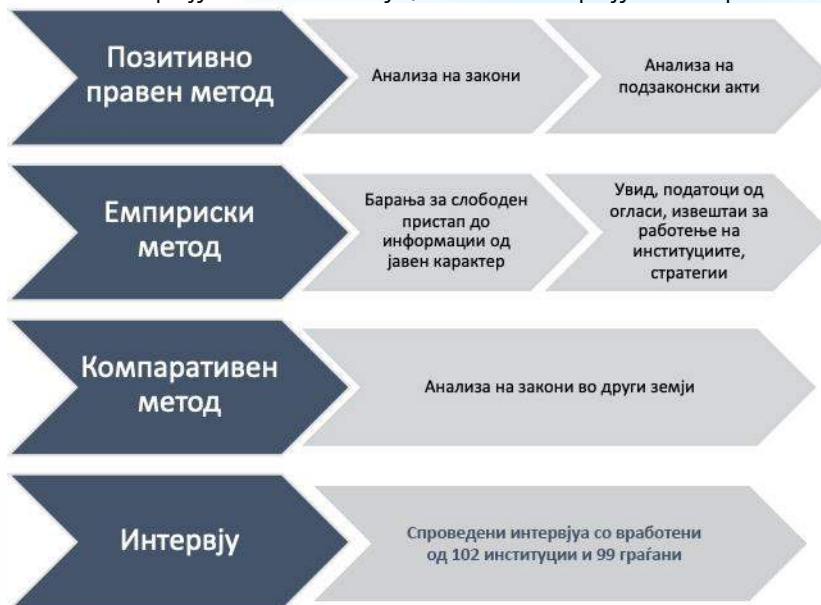 Позитивно
правен метод
Анализа на закони
Анализа на
подзаконски акти
Емпириски
метод
Барања за слободен
пристап до
информации од
јавен карактер
Увид, податоци од
огласи, извештаи за
работење на
институциите,
стратегии
Компаративен
метод
Анализа на закони во други земји
Интервју
Спроведени интервјуа со вработени
од 102 институции и 99 граѓани